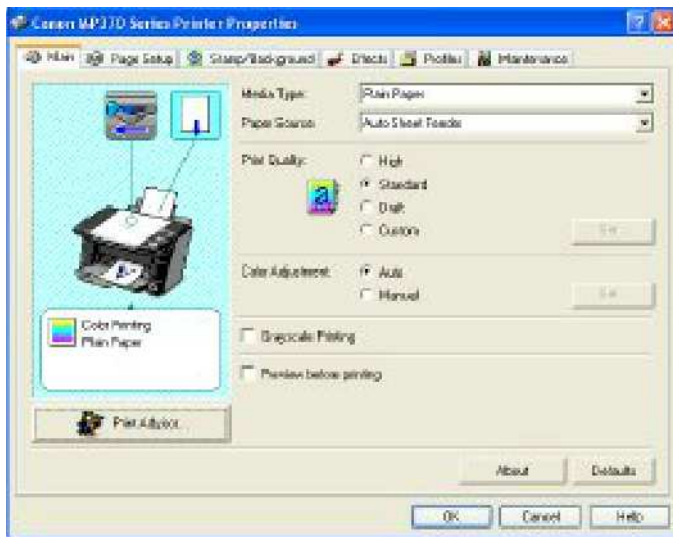 Canon MP370 Series Printer Properties
Main Page Setup Stamp/Background Effects Profiles Maintenance
Media Type: Plain Paper
Paper Source: Auto Sheet Feeder
Print Quality: High
Standard
Draft
Custom
Color Adjustment: Auto
Manual
Color Printing
Plain Paper
Grayscale Printing
Preview before printing
Print Advisor...
About Defaults
OK Cancel Help